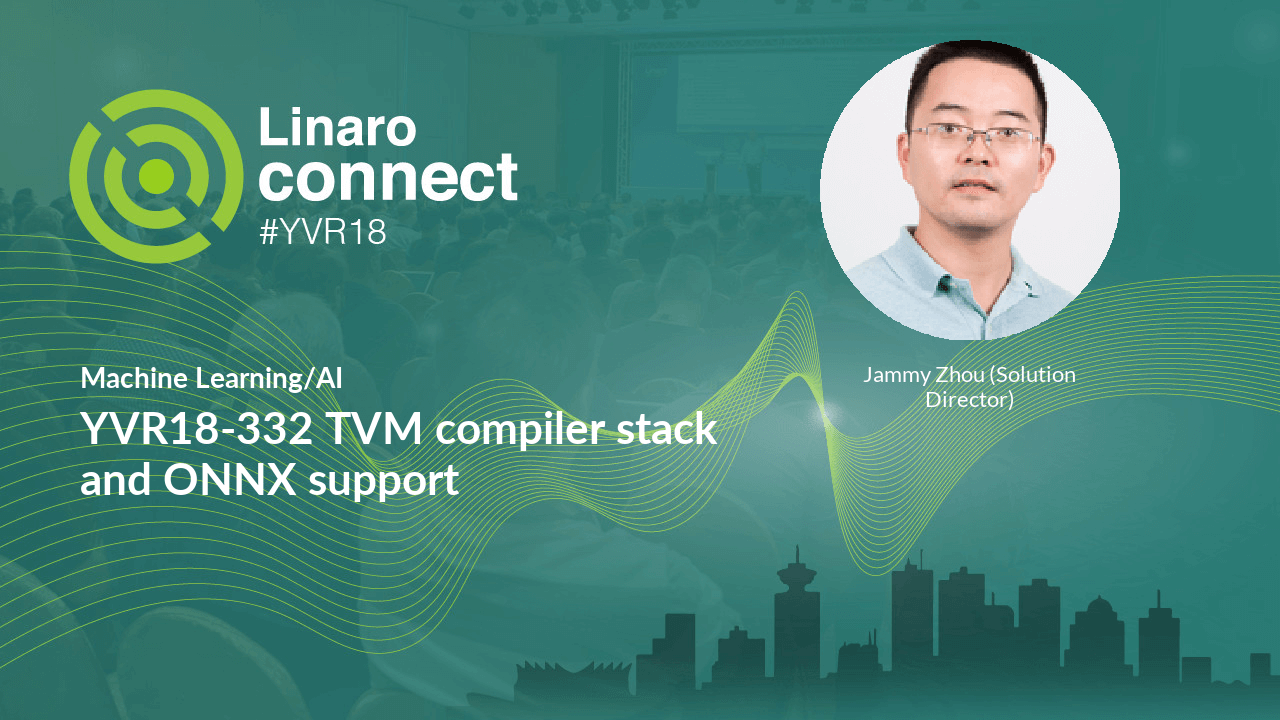 Linaro
connect
#YVR18
Machine Learning/AI
YVR18-332 TVM compiler stack
and ONNX support
Jammy Zhou (Solution
Director)